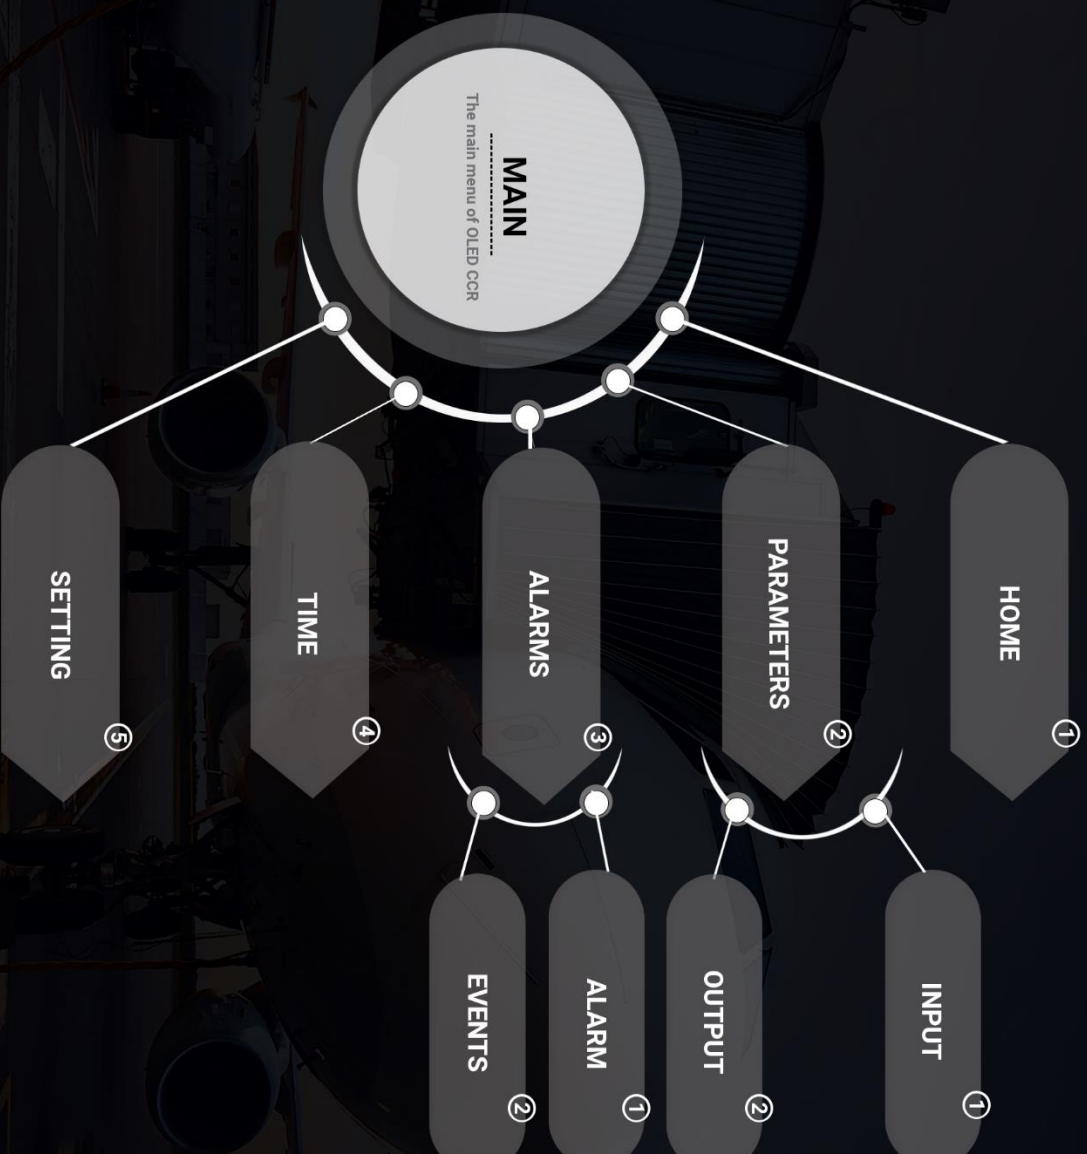 MAIN
The main menu of OLED CCR
HOME
①
PARAMETERS
②
INPUT
①
OUTPUT
②
ALARMS
③
ALARM
①
EVENTS
②
TIME
④
SETTING
⑤